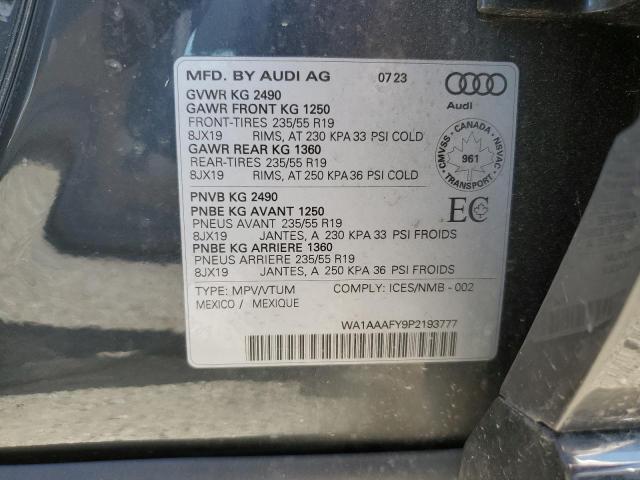 MFD. BY AUDI AG 07 23
Audi
GVWR KG 2490
GAWR FRONT KG 1250
FRONT-TIRES 235/55 R19
8JX19 RIMS, AT 230 KPA 33 PSI COLD
GAWR REAR KG 1360
REAR-TIRES 235/55 R19
8JX19 RIMS, AT 250 KPA 36 PSI COLD
CMVSS - CANADA - NSVAC
961
TRANSPORT
PNVB KG 2490
PNBE KG AVANT 1250
PNEUS AVANT 235/55 R19
8JX19 JANTES, A 230 KPA 33 PSI FROIDS
PNBE KG ARRIERE 1360
PNEUS ARRIERE 235/55 R19
8JX19 JANTES, A 250 KPA 36 PSI FROIDS
EC
TYPE: MPV/VTUM COMPLY: ICES/NMB - 002
MEXICO / MEXIQUE
WA1AAAFY9P2193777